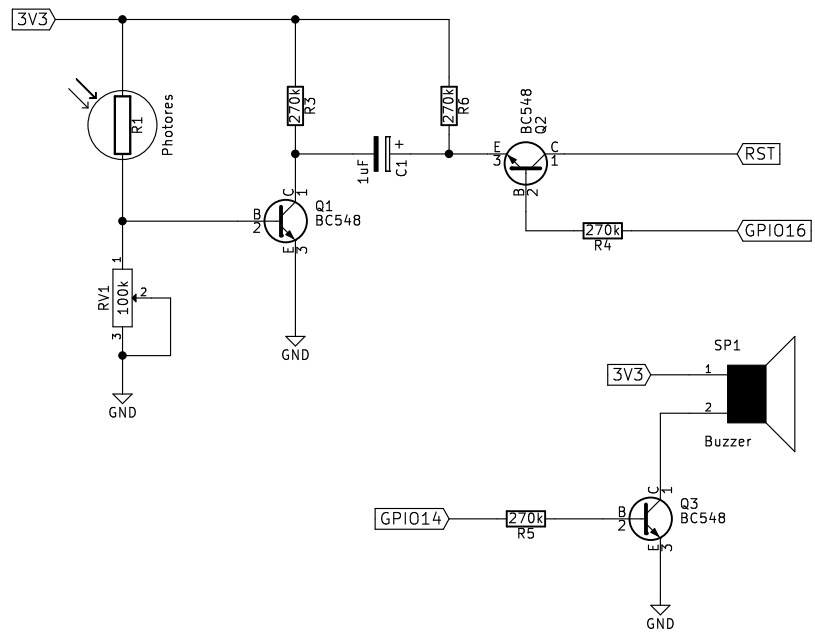 3V3
R1
Photores
270k
R3
270k
R6
1uF
C1
+
BC548
Q2
E
3
C
1
B
2
RST
270k
R4
GPIO16
C
1
B
2
E
3
Q1
BC548
GND
1
RV1
100k
2
3
GND
SP1
3V3
1
2
Buzzer
GPIO14
270k
R5
C
1
B
2
E
3
Q3
BC548
GND